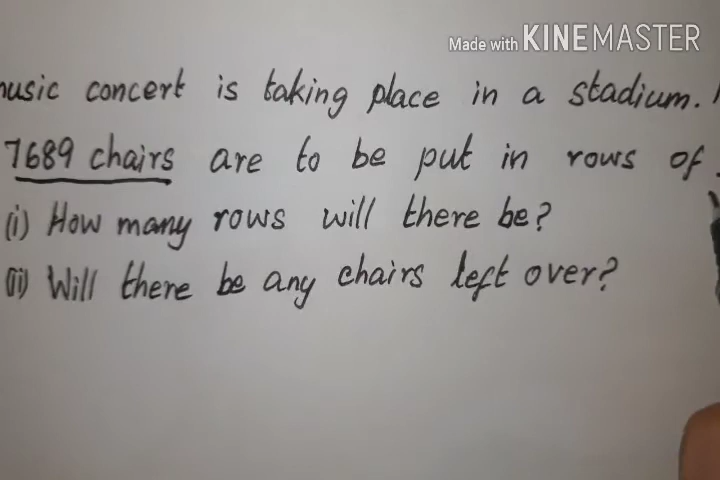 Made with KINEMASTER
music concert is taking place in a stadium.
7689 chairs are to be put in rows of
(i) How many rows will there be?
(ii) Will there be any chairs left over?